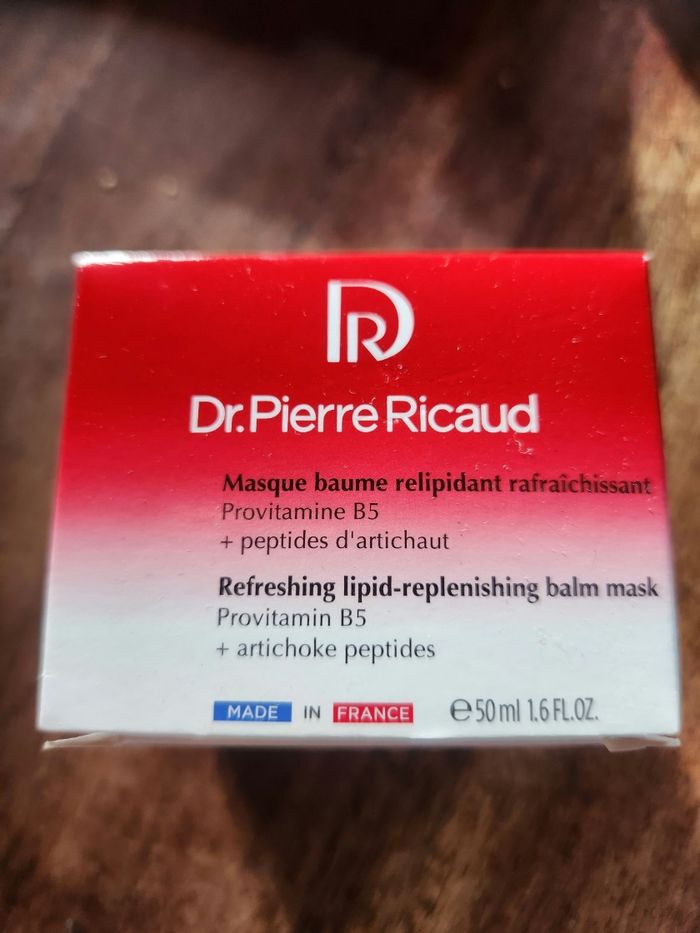 DR
Dr.Pierre Ricaud
Masque baume relipidant rafraîchissant
Provitamine B5
+ peptides d'artichaut
Refreshing lipid-replenishing balm mask
Provitamin B5
+ artichoke peptides
MADE IN FRANCE ℮50 ml 1.6 FL.OZ.